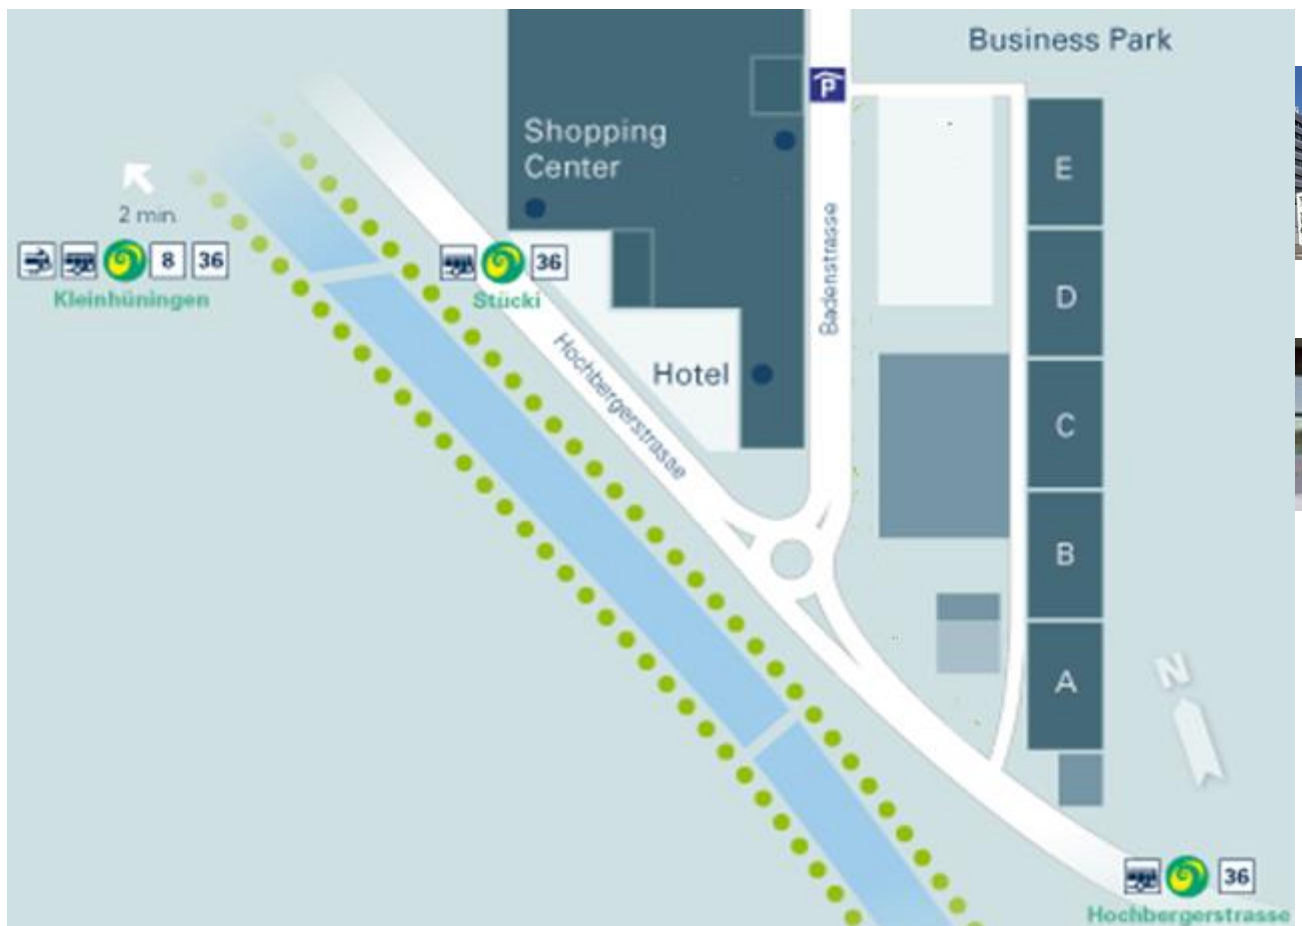 Business Park
P
Shopping
Center
E
2 min.
8 36
Kleinhüningen
36
Stücki
Badenstrasse
D
Hochbergerstrasse
Hotel
C
B
A
N
36
Hochbergerstrasse